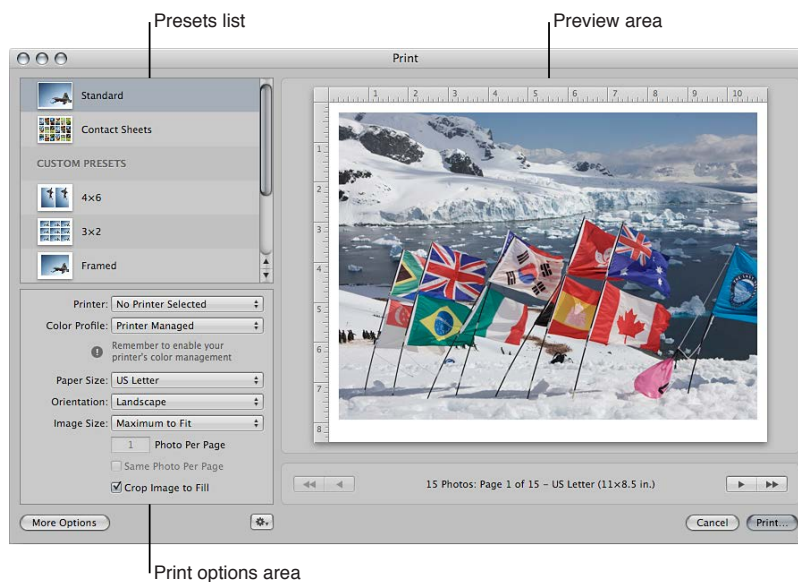 Presets list
Preview area
Print
Standard
Contact Sheets
CUSTOM PRESETS
4×6
3×2
Framed
Printer: No Printer Selected
Color Profile: Printer Managed
Remember to enable your
printer's color management
Paper Size: US Letter
Orientation: Landscape
Image Size: Maximum to Fit
1 Photo Per Page
Same Photo Per Page
Crop Image to Fill
More Options
1 2 3 4 5 6 7 8 9 10
1
2
3
4
5
6
7
8
15 Photos: Page 1 of 15 – US Letter (11×8.5 in.)
Cancel
Print...
Print options area